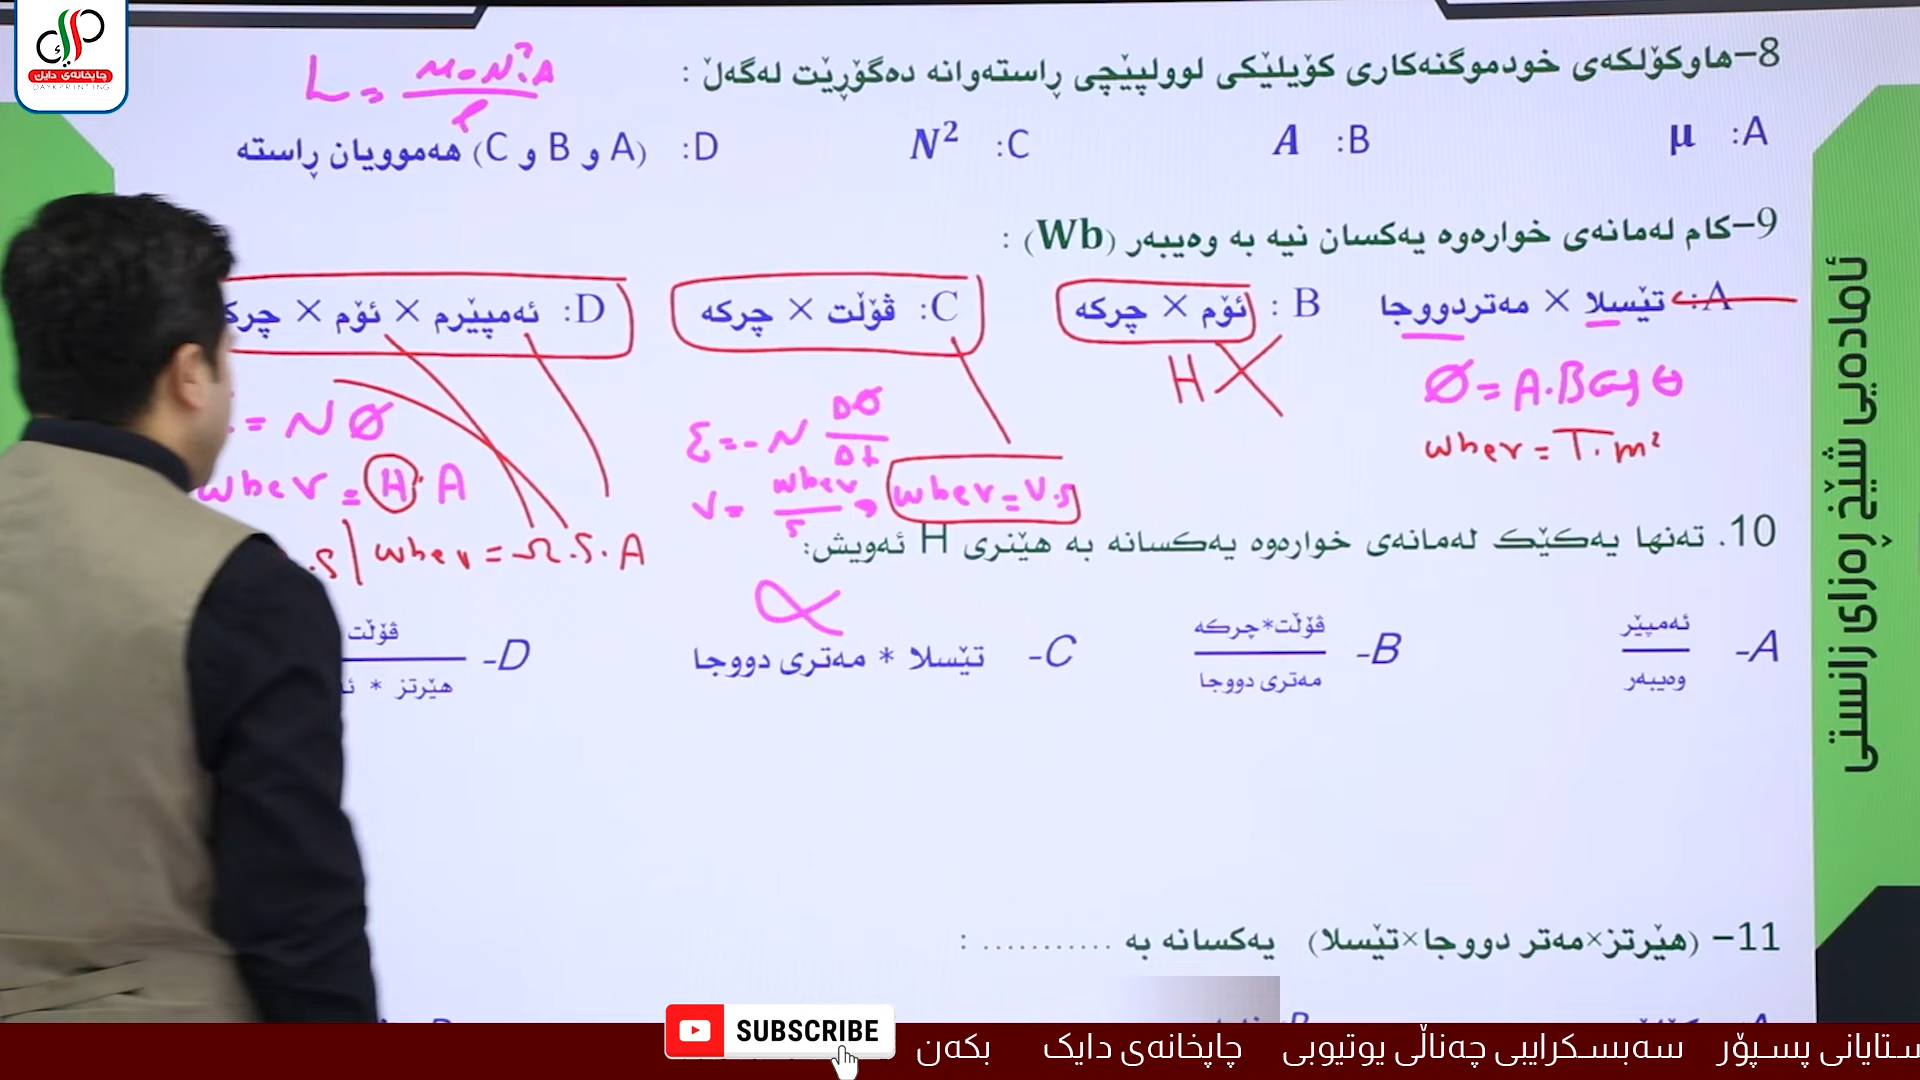 چاپخانەی دایک
DAYKPRINTING
8-هاوکۆلکەی خودموگنەکاری کۆیلێکی لوولپێچی ڕاستەوانە دەگۆڕێت لەگەڵ :
L = μ₀N².A / ℓ
A: μ
B: A
C: N²
D: (A و B و C) هەموویان ڕاستە
9-کام لەمانەی خوارەوە یەکسان نیە بە وەیبەر (Wb) :
A: تێسلا × مەتردووجا
B : ئۆم × چرکە
C: ڤۆڵت × چرکە
D: ئەمپێرم × ئۆم × چرکە
Ø = A.B cos θ
wber = T.m²
H
Ɛ = -N ΔØ / Δt
V = wber / s
wber = V.s
= N Ø
wber = H.A
.s | wber = Ω.S.A
10. تەنها یەکێک لەمانەی خوارەوە یەکسانە بە هێنری H ئەویش:
A- ئەمپێر / وەیبەر
B- ڤۆڵت*چرکە / مەتری دووجا
C- تێسلا * مەتری دووجا
D- ڤۆڵت / هێرتز *
11- (هێرتز×مەتر دووجا×تێسلا) یەکسانە بە ........... :
ئامادەیی شێخ ڕەزای زانستی
SUBSCRIBE
پسپۆر سەبسکرایبی چەناڵی یوتیوبی چاپخانەی دایک بکەن